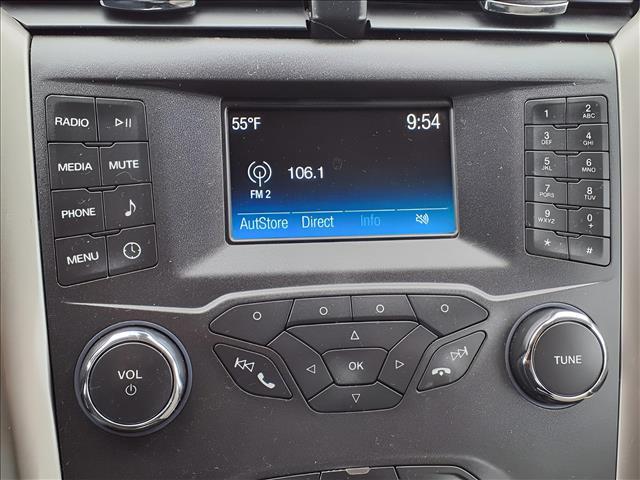 55°F 9:54
106.1
FM 2
AutStore Direct Info
RADIO
MEDIA MUTE
PHONE
MENU
1 2 ABC
3 DEF 4 GHI
5 JKL 6 MNO
7 PQRS 8 TUV
9 WXYZ 0 +
* #
VOL
OK
TUNE